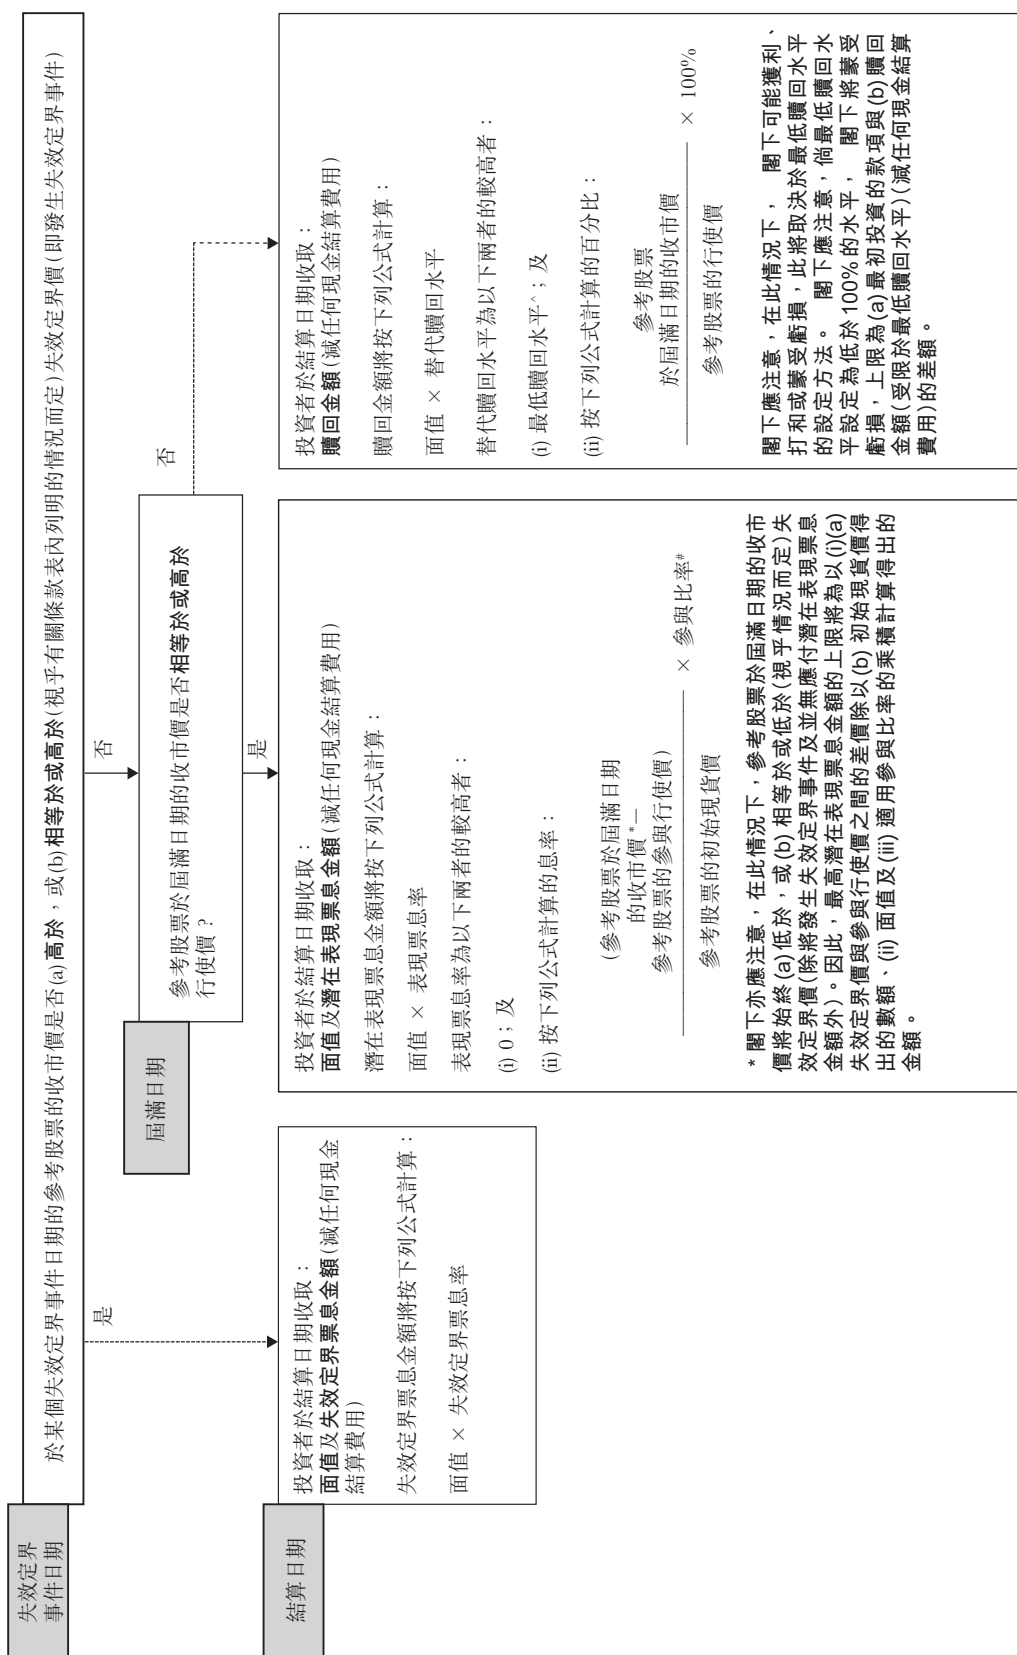 失效定界
事件日期
於某個失效定界事件日期的參考股票的收市價是否(a)高於，或(b)相等於或高於(視乎有關條款表內列明的情況而定)失效定界價(即發生失效定界事件)
是
否
屆滿日期
參考股票於屆滿日期的收市價是否相等於或高於
行使價？
是
否
結算日期
投資者於結算日期收取：
面值及失效定界票息金額(減任何現金
結算費用)
失效定界票息金額將按下列公式計算：
面值 × 失效定界票息率
投資者於結算日期收取：
面值及潛在表現票息金額(減任何現金結算費用)
潛在表現票息金額將按下列公式計算：
面值 × 表現票息率
表現票息率為以下兩者的較高者：
(i) 0；及
(ii) 按下列公式計算的息率：
(參考股票於屆滿日期
的收市價*—
參考股票的參與行使價)
× 參與比率#
參考股票的初始現貨價
* 閣下亦應注意，在此情況下，參考股票於屆滿日期的收市
價將始終(a)低於，或(b) 相等於或低於(視乎情況而定)失
效定界價(除將發生失效定界事件及並無應付潛在表現票息
金額外)。因此，最高潛在表現票息金額的上限將為以(i)(a)
失效定界價與參與行使價之間的差價除以(b) 初始現貨價得
出的數額、(ii) 面值及(iii) 適用參與比率的乘積計算得出的
金額。
投資者於結算日期收取：
贖回金額(減任何現金結算費用)
贖回金額將按下列公式計算：
面值 × 替代贖回水平
替代贖回水平為以下兩者的較高者：
(i) 最低贖回水平^；及
(ii) 按下列公式計算的百分比：
參考股票
於屆滿日期的收市價
× 100%
參考股票的行使價
閣下應注意，在此情況下， 閣下可能獲利、
打和或蒙受虧損，此將取決於最低贖回水平
的設定方法。 閣下應注意，倘最低贖回水
平設定為低於100%的水平， 閣下將蒙受
虧損，上限為(a)最初投資的款項與(b)贖回
金額(受限於最低贖回水平)(減任何現金結算
費用)的差額。